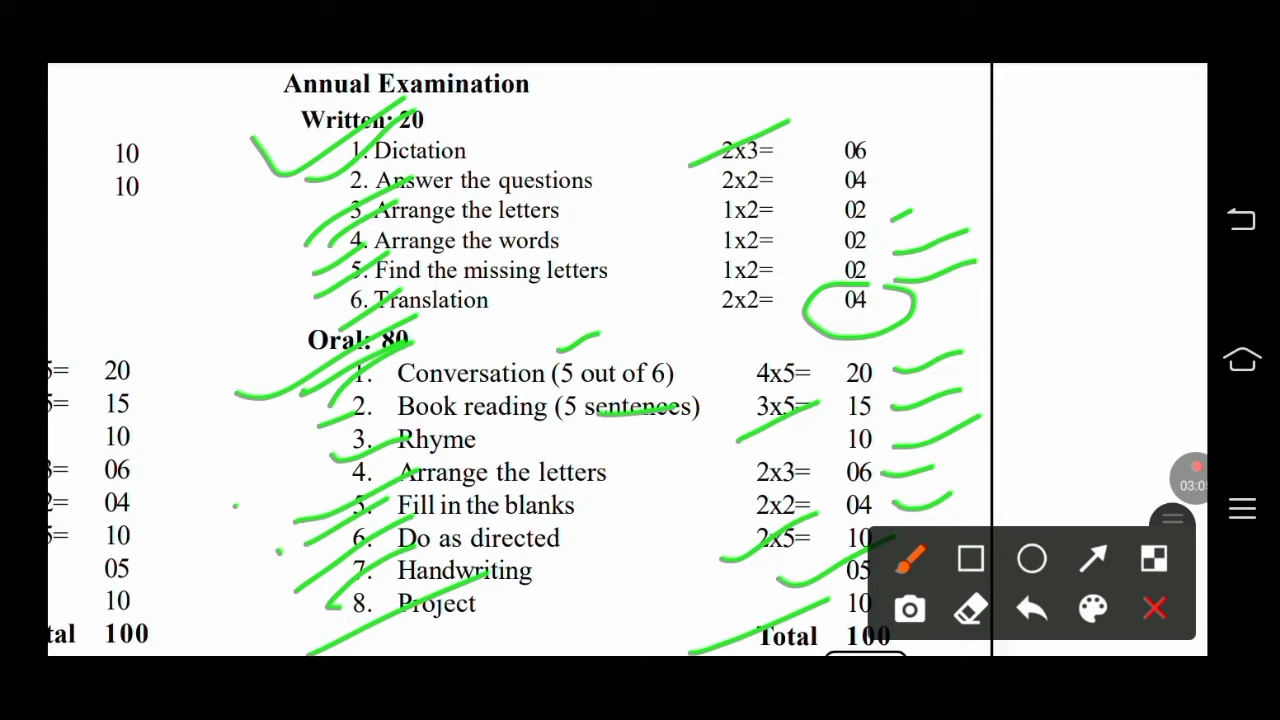 Annual Examination
Written: 20
10 1. Dictation 2x3= 06
10 2. Answer the questions 2x2= 04
3. Arrange the letters 1x2= 02
4. Arrange the words 1x2= 02
5. Find the missing letters 1x2= 02
6. Translation 2x2= 04
Oral: 80
5= 20 1. Conversation (5 out of 6) 4x5= 20
5= 15 2. Book reading (5 sentences) 3x5= 15
10 3. Rhyme 10
3= 06 4. Arrange the letters 2x3= 06
2= 04 5. Fill in the blanks 2x2= 04
5= 10 6. Do as directed 2x5= 10
05 7. Handwriting 05
10 8. Project 10
tal 100 Total 100